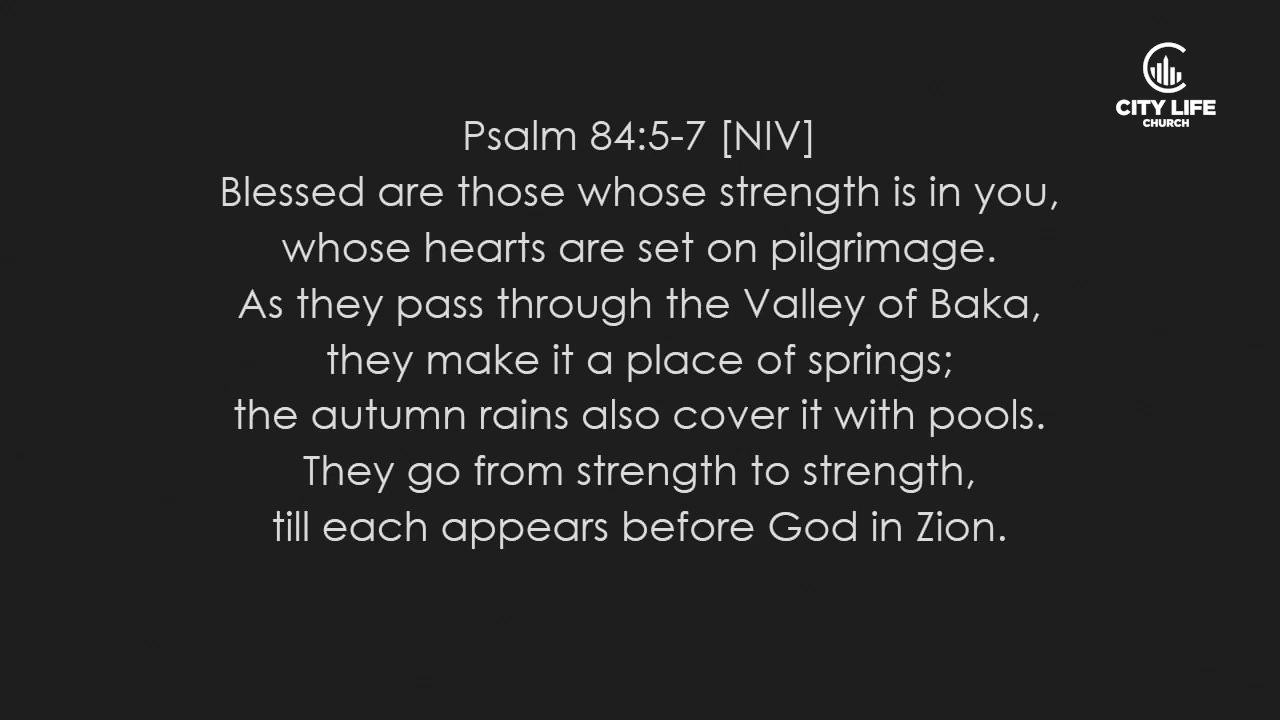 CITY LIFE
CHURCH
Psalm 84:5-7 [NIV]
Blessed are those whose strength is in you,
whose hearts are set on pilgrimage.
As they pass through the Valley of Baka,
they make it a place of springs;
the autumn rains also cover it with pools.
They go from strength to strength,
till each appears before God in Zion.